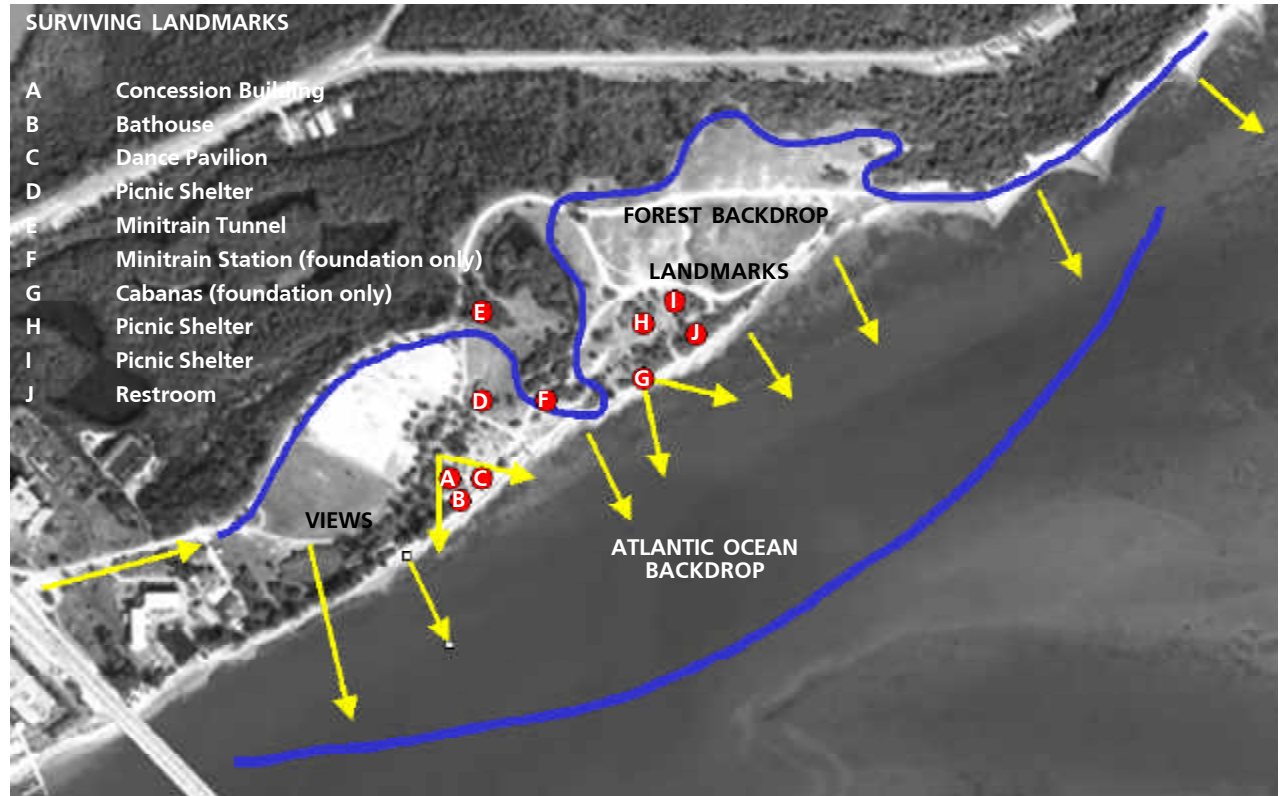 SURVIVING LANDMARKS
A Concession Building
B Bathouse
C Dance Pavilion
D Picnic Shelter
E Minitrain Tunnel
F Minitrain Station (foundation only)
G Cabanas (foundation only)
H Picnic Shelter
I Picnic Shelter
J Restroom
FOREST BACKDROP
LANDMARKS
E
I
H
J
G
D
F
A
C
B
VIEWS
ATLANTIC OCEAN
BACKDROP